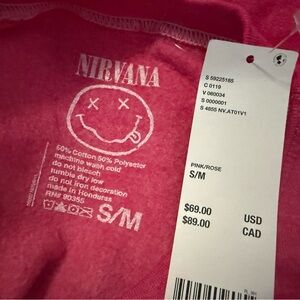 NIRVANA
50% Cotton 50% Polyester
machine wash cold
do not bleach
tumble dry low
do not iron decoration
made in Honduras
RN# 90355
S/M
S 59225185
C 0119
V 060034
S 0000001
S 4855 NV.AT01V1
PINK/ROSE
S/M
$69.00 USD
$89.00 CAD